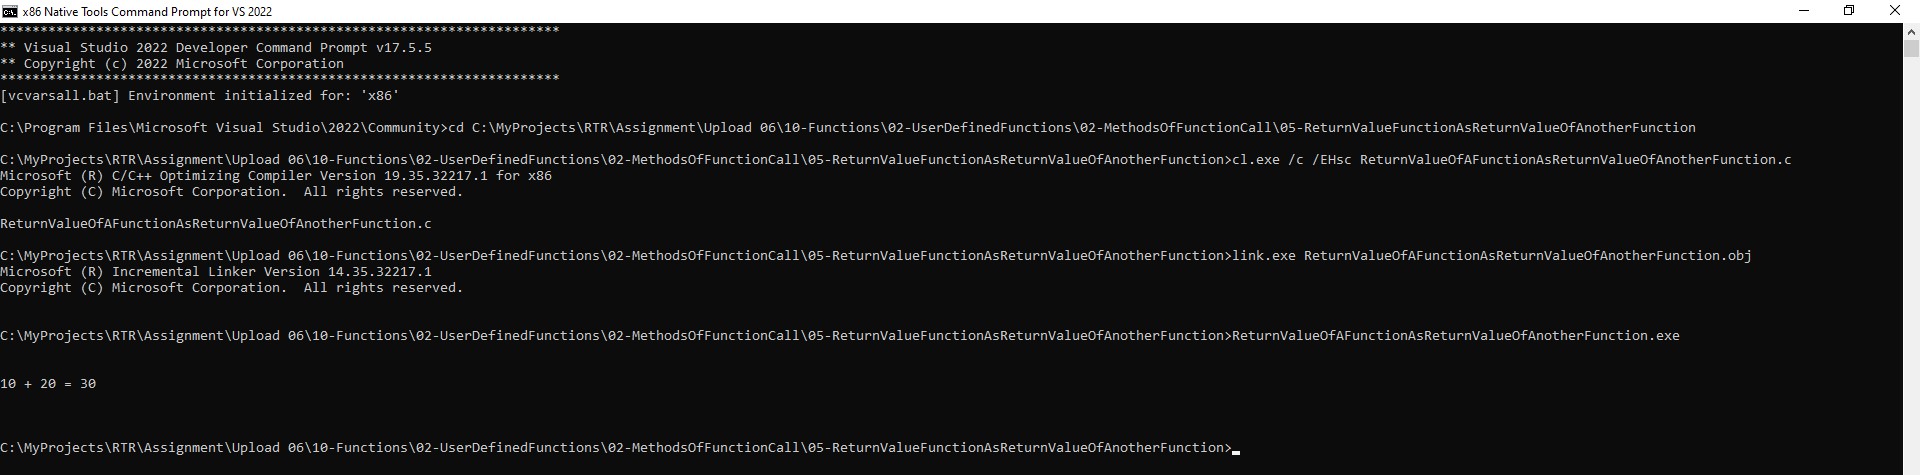 x86 Native Tools Command Prompt for VS 2022
**********************************************************************
** Visual Studio 2022 Developer Command Prompt v17.5.5
** Copyright (c) 2022 Microsoft Corporation
**********************************************************************
[vcvarsall.bat] Environment initialized for: 'x86'
C:\Program Files\Microsoft Visual Studio\2022\Community>cd C:\MyProjects\RTR\Assignment\Upload 06\10-Functions\02-UserDefinedFunctions\02-MethodsOfFunctionCall\05-ReturnValueFunctionAsReturnValueOfAnotherFunction
C:\MyProjects\RTR\Assignment\Upload 06\10-Functions\02-UserDefinedFunctions\02-MethodsOfFunctionCall\05-ReturnValueFunctionAsReturnValueOfAnotherFunction>cl.exe /c /EHsc ReturnValueOfAFunctionAsReturnValueOfAnotherFunction.c
Microsoft (R) C/C++ Optimizing Compiler Version 19.35.32217.1 for x86
Copyright (C) Microsoft Corporation.  All rights reserved.
ReturnValueOfAFunctionAsReturnValueOfAnotherFunction.c
C:\MyProjects\RTR\Assignment\Upload 06\10-Functions\02-UserDefinedFunctions\02-MethodsOfFunctionCall\05-ReturnValueFunctionAsReturnValueOfAnotherFunction>link.exe ReturnValueOfAFunctionAsReturnValueOfAnotherFunction.obj
Microsoft (R) Incremental Linker Version 14.35.32217.1
Copyright (C) Microsoft Corporation.  All rights reserved.
C:\MyProjects\RTR\Assignment\Upload 06\10-Functions\02-UserDefinedFunctions\02-MethodsOfFunctionCall\05-ReturnValueFunctionAsReturnValueOfAnotherFunction>ReturnValueOfAFunctionAsReturnValueOfAnotherFunction.exe
10 + 20 = 30
C:\MyProjects\RTR\Assignment\Upload 06\10-Functions\02-UserDefinedFunctions\02-MethodsOfFunctionCall\05-ReturnValueFunctionAsReturnValueOfAnotherFunction>